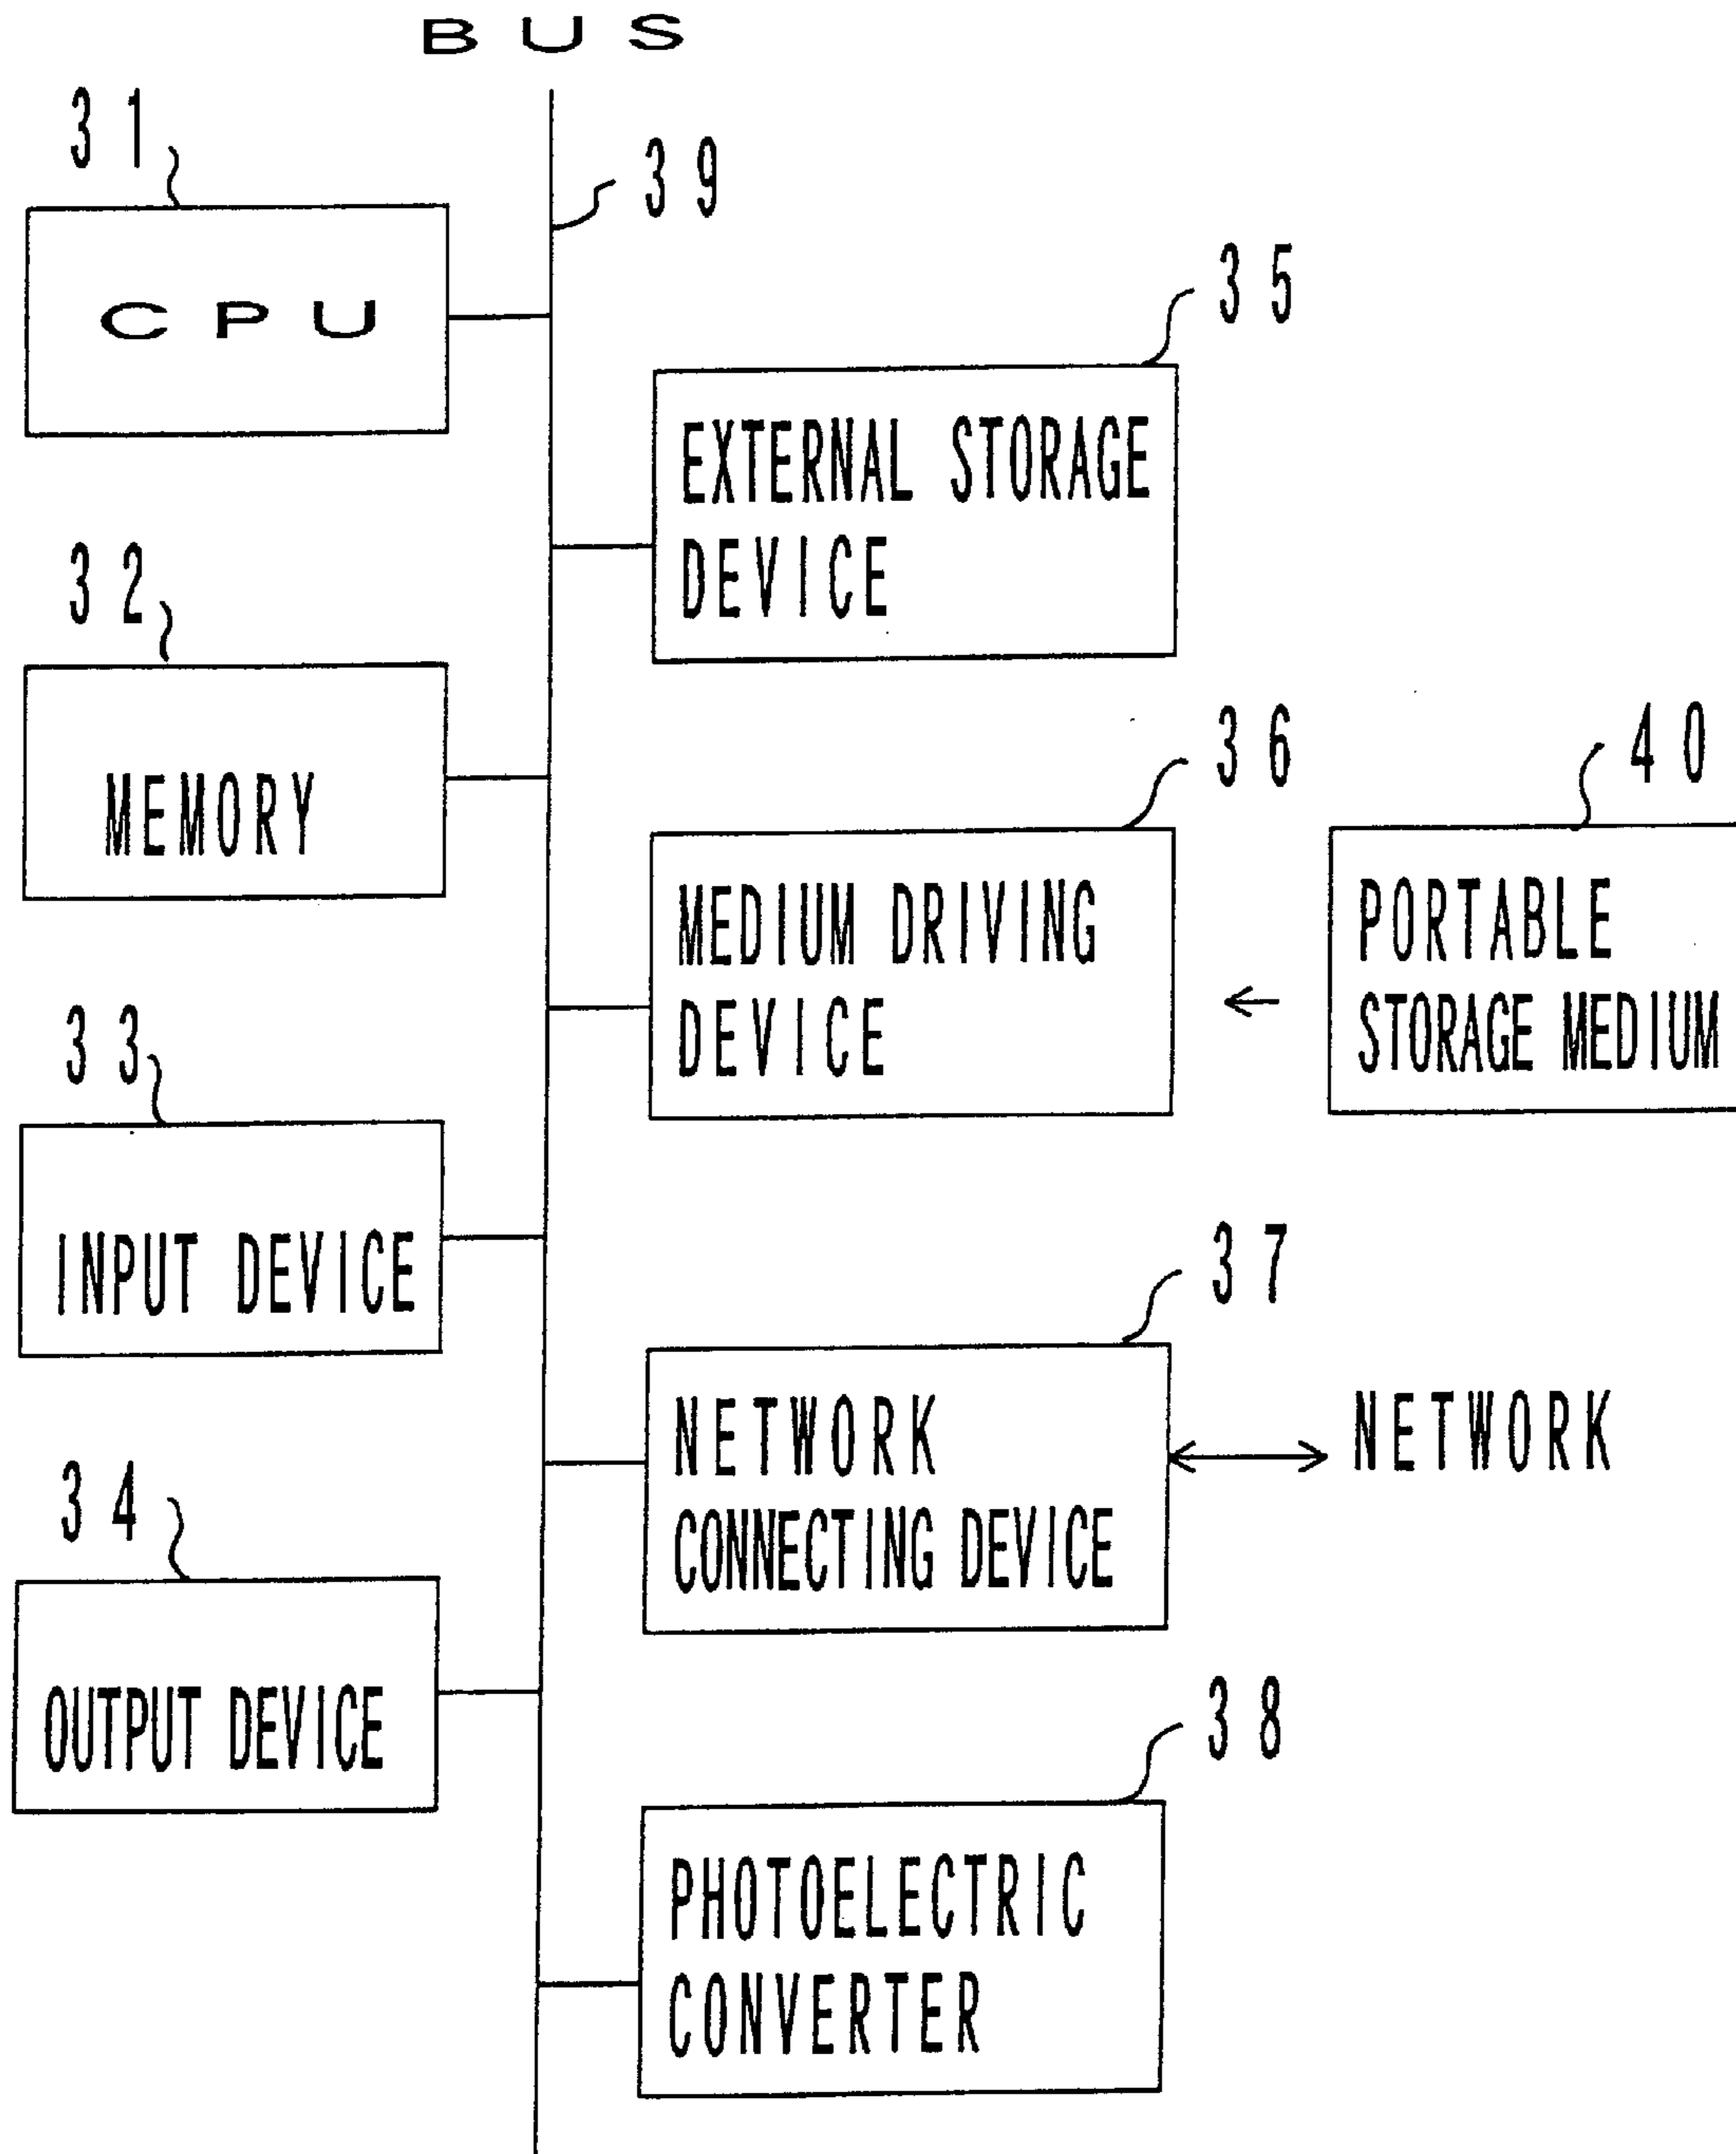 BUS
31
39
CPU
35
EXTERNAL STORAGE
DEVICE
32
MEMORY
36
40
MEDIUM DRIVING
DEVICE
PORTABLE
STORAGE MEDIUM
33
INPUT DEVICE
37
NETWORK
CONNECTING DEVICE
NETWORK
34
OUTPUT DEVICE
38
PHOTOELECTRIC
CONVERTER